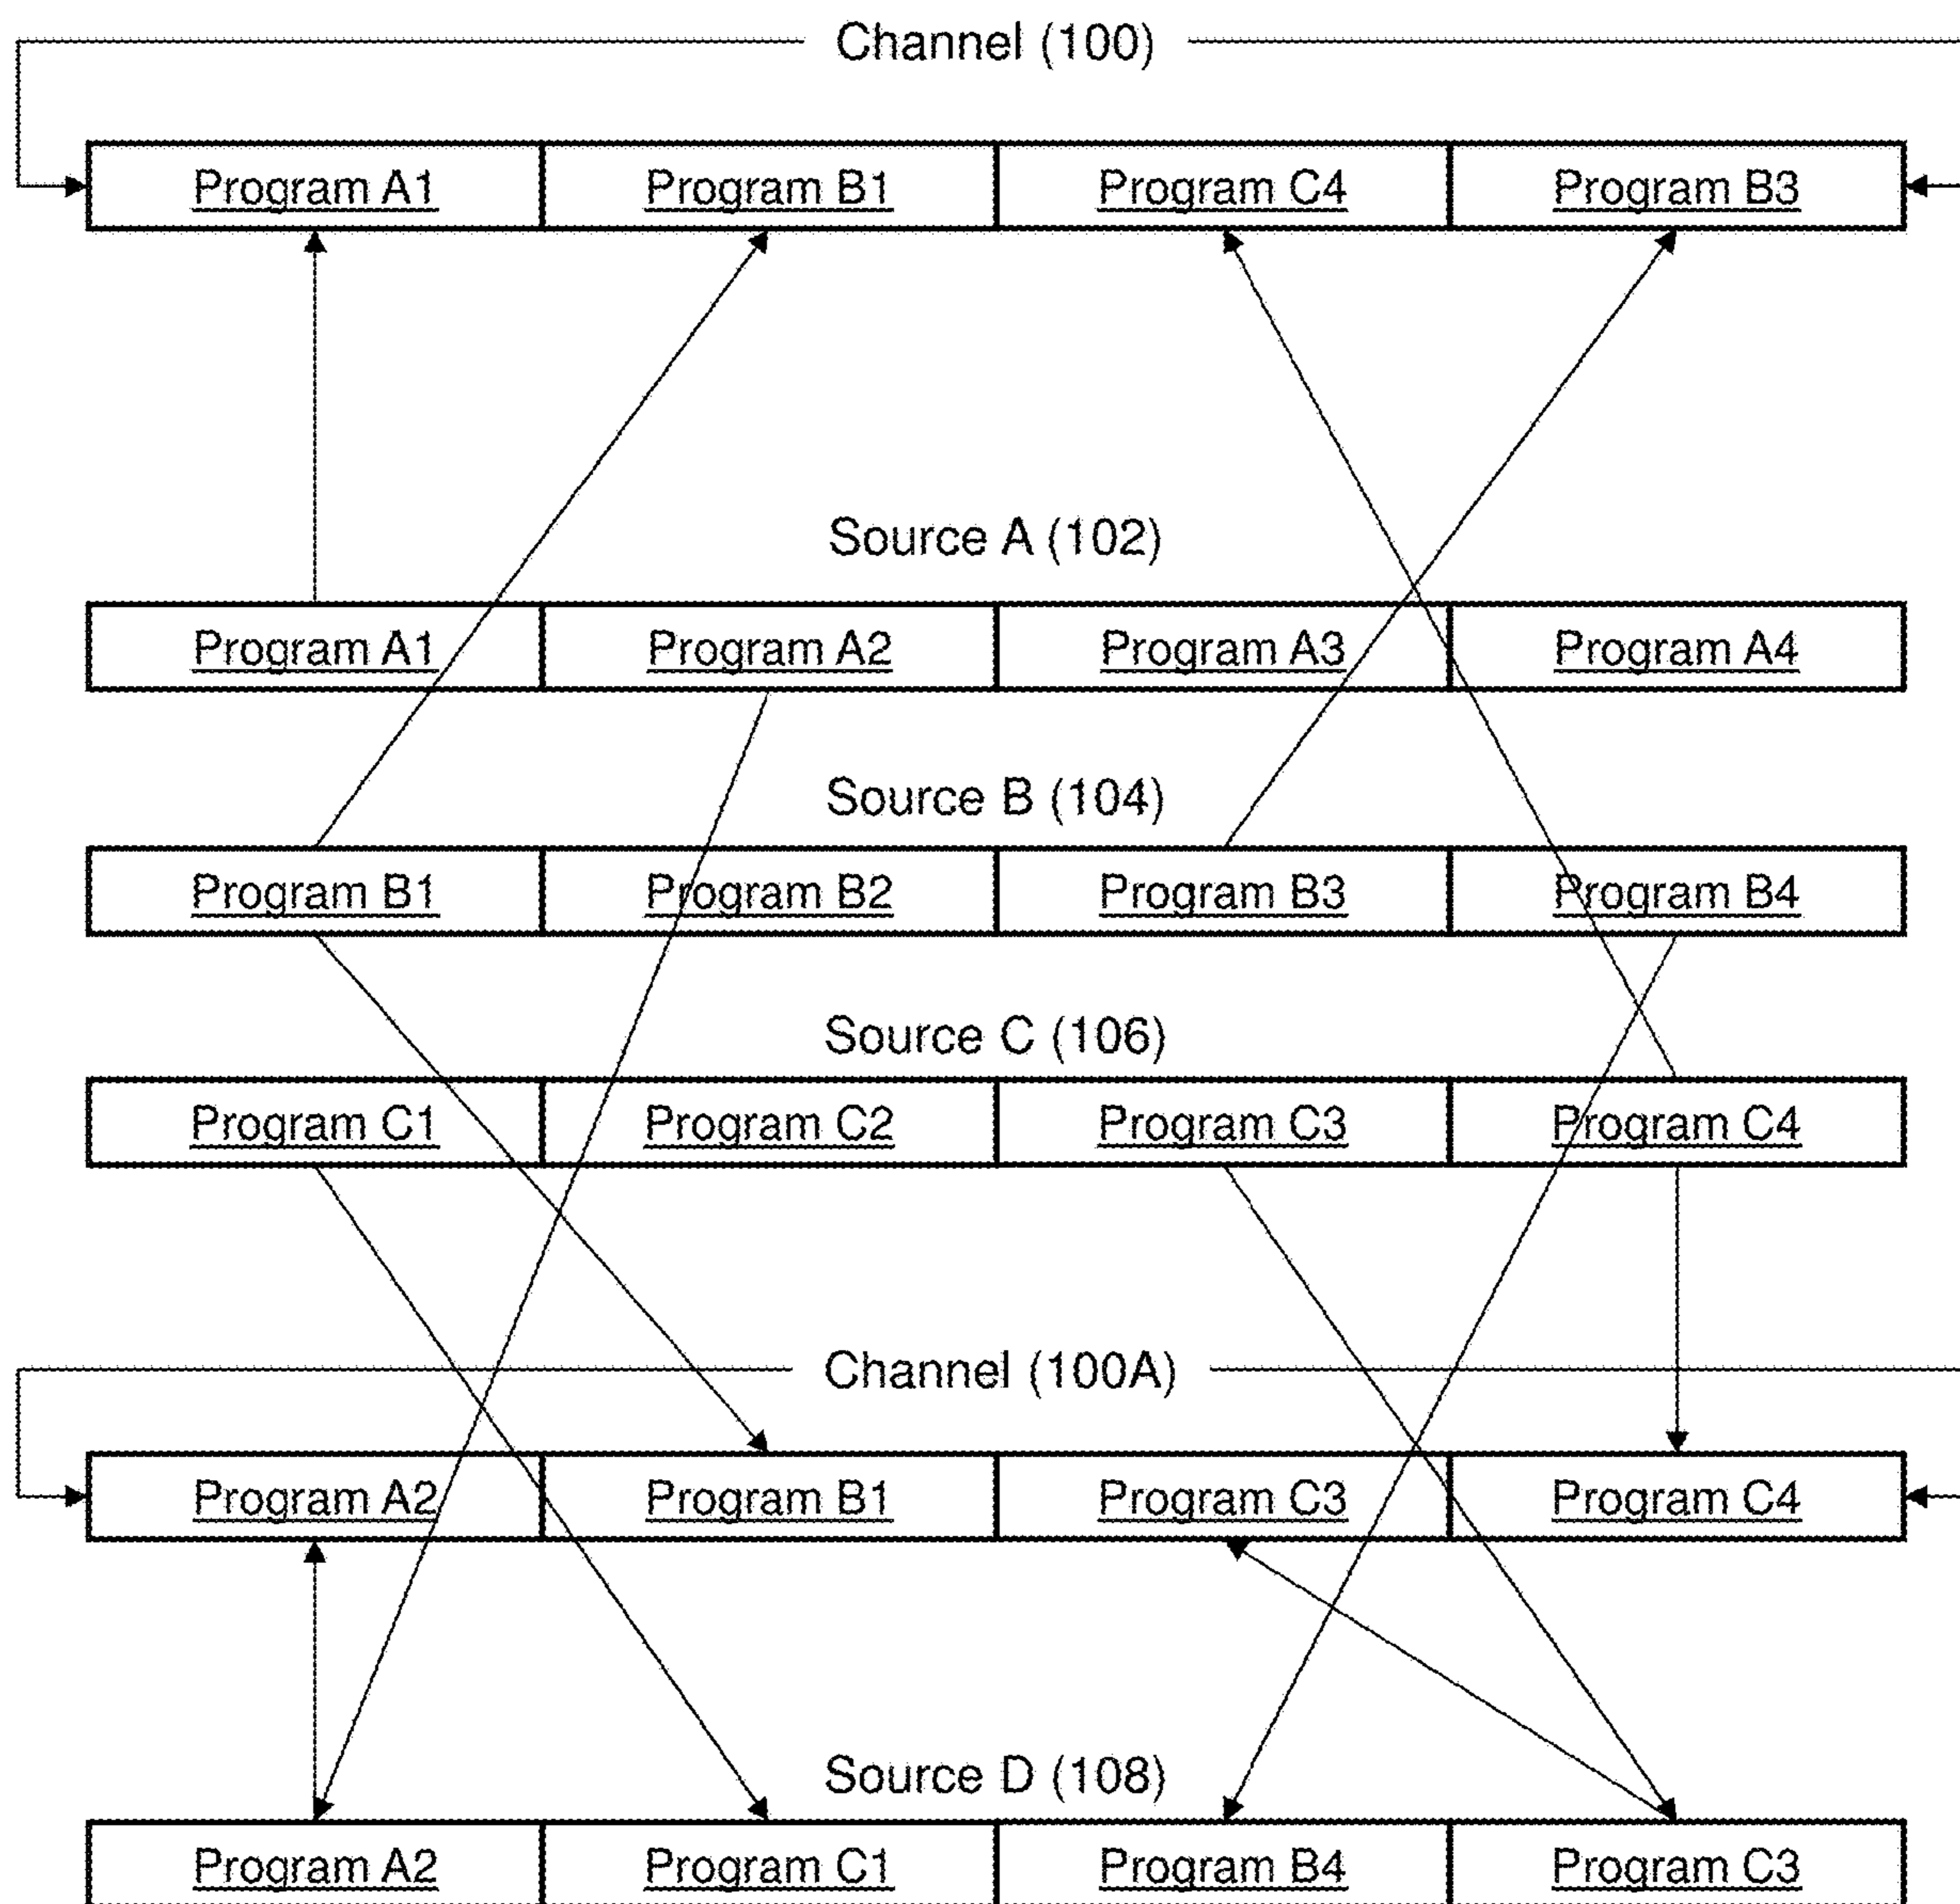 Channel (100)
Program A1 Program B1 Program C4 Program B3
Source A (102)
Program A1 Program A2 Program A3 Program A4
Source B (104)
Program B1 Program B2 Program B3 Program B4
Source C (106)
Program C1 Program C2 Program C3 Program C4
Channel (100A)
Program A2 Program B1 Program C3 Program C4
Source D (108)
Program A2 Program C1 Program B4 Program C3